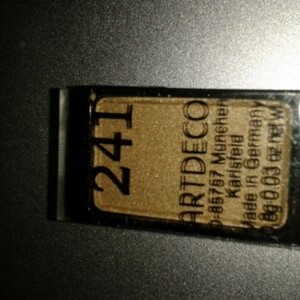 241
ARTDECO
D-85757 München
Karlsfeld
Made in Germany
0.8g 0.03 oz net Wt